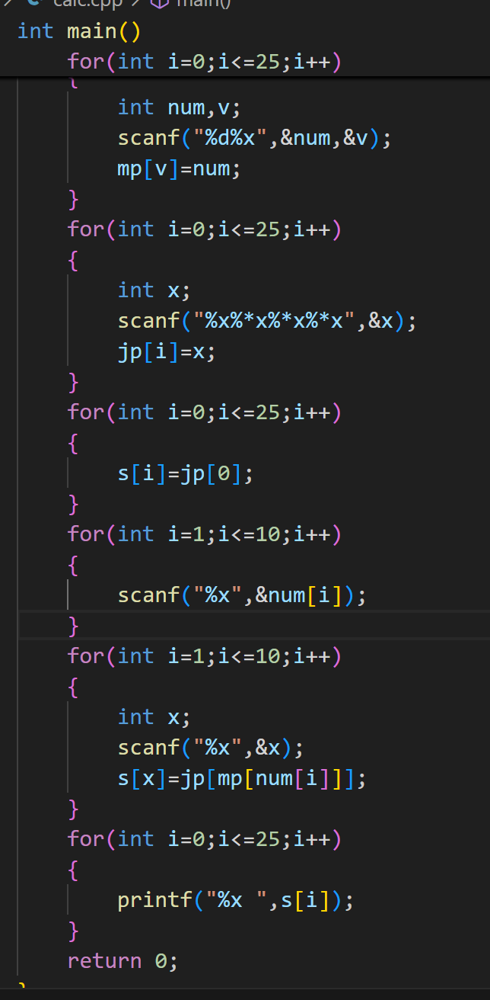 calc.cpp > main()
int main()
    for(int i=0;i<=25;i++)
    {
        int num,v;
        scanf("%d%x",&num,&v);
        mp[v]=num;
    }
    for(int i=0;i<=25;i++)
    {
        int x;
        scanf("%x%*x%*x%*x",&x);
        jp[i]=x;
    }
    for(int i=0;i<=25;i++)
    {
        s[i]=jp[0];
    }
    for(int i=1;i<=10;i++)
    {
        scanf("%x",&num[i]);
    }
    for(int i=1;i<=10;i++)
    {
        int x;
        scanf("%x",&x);
        s[x]=jp[mp[num[i]]];
    }
    for(int i=0;i<=25;i++)
    {
        printf("%x ",s[i]);
    }
    return 0;
}